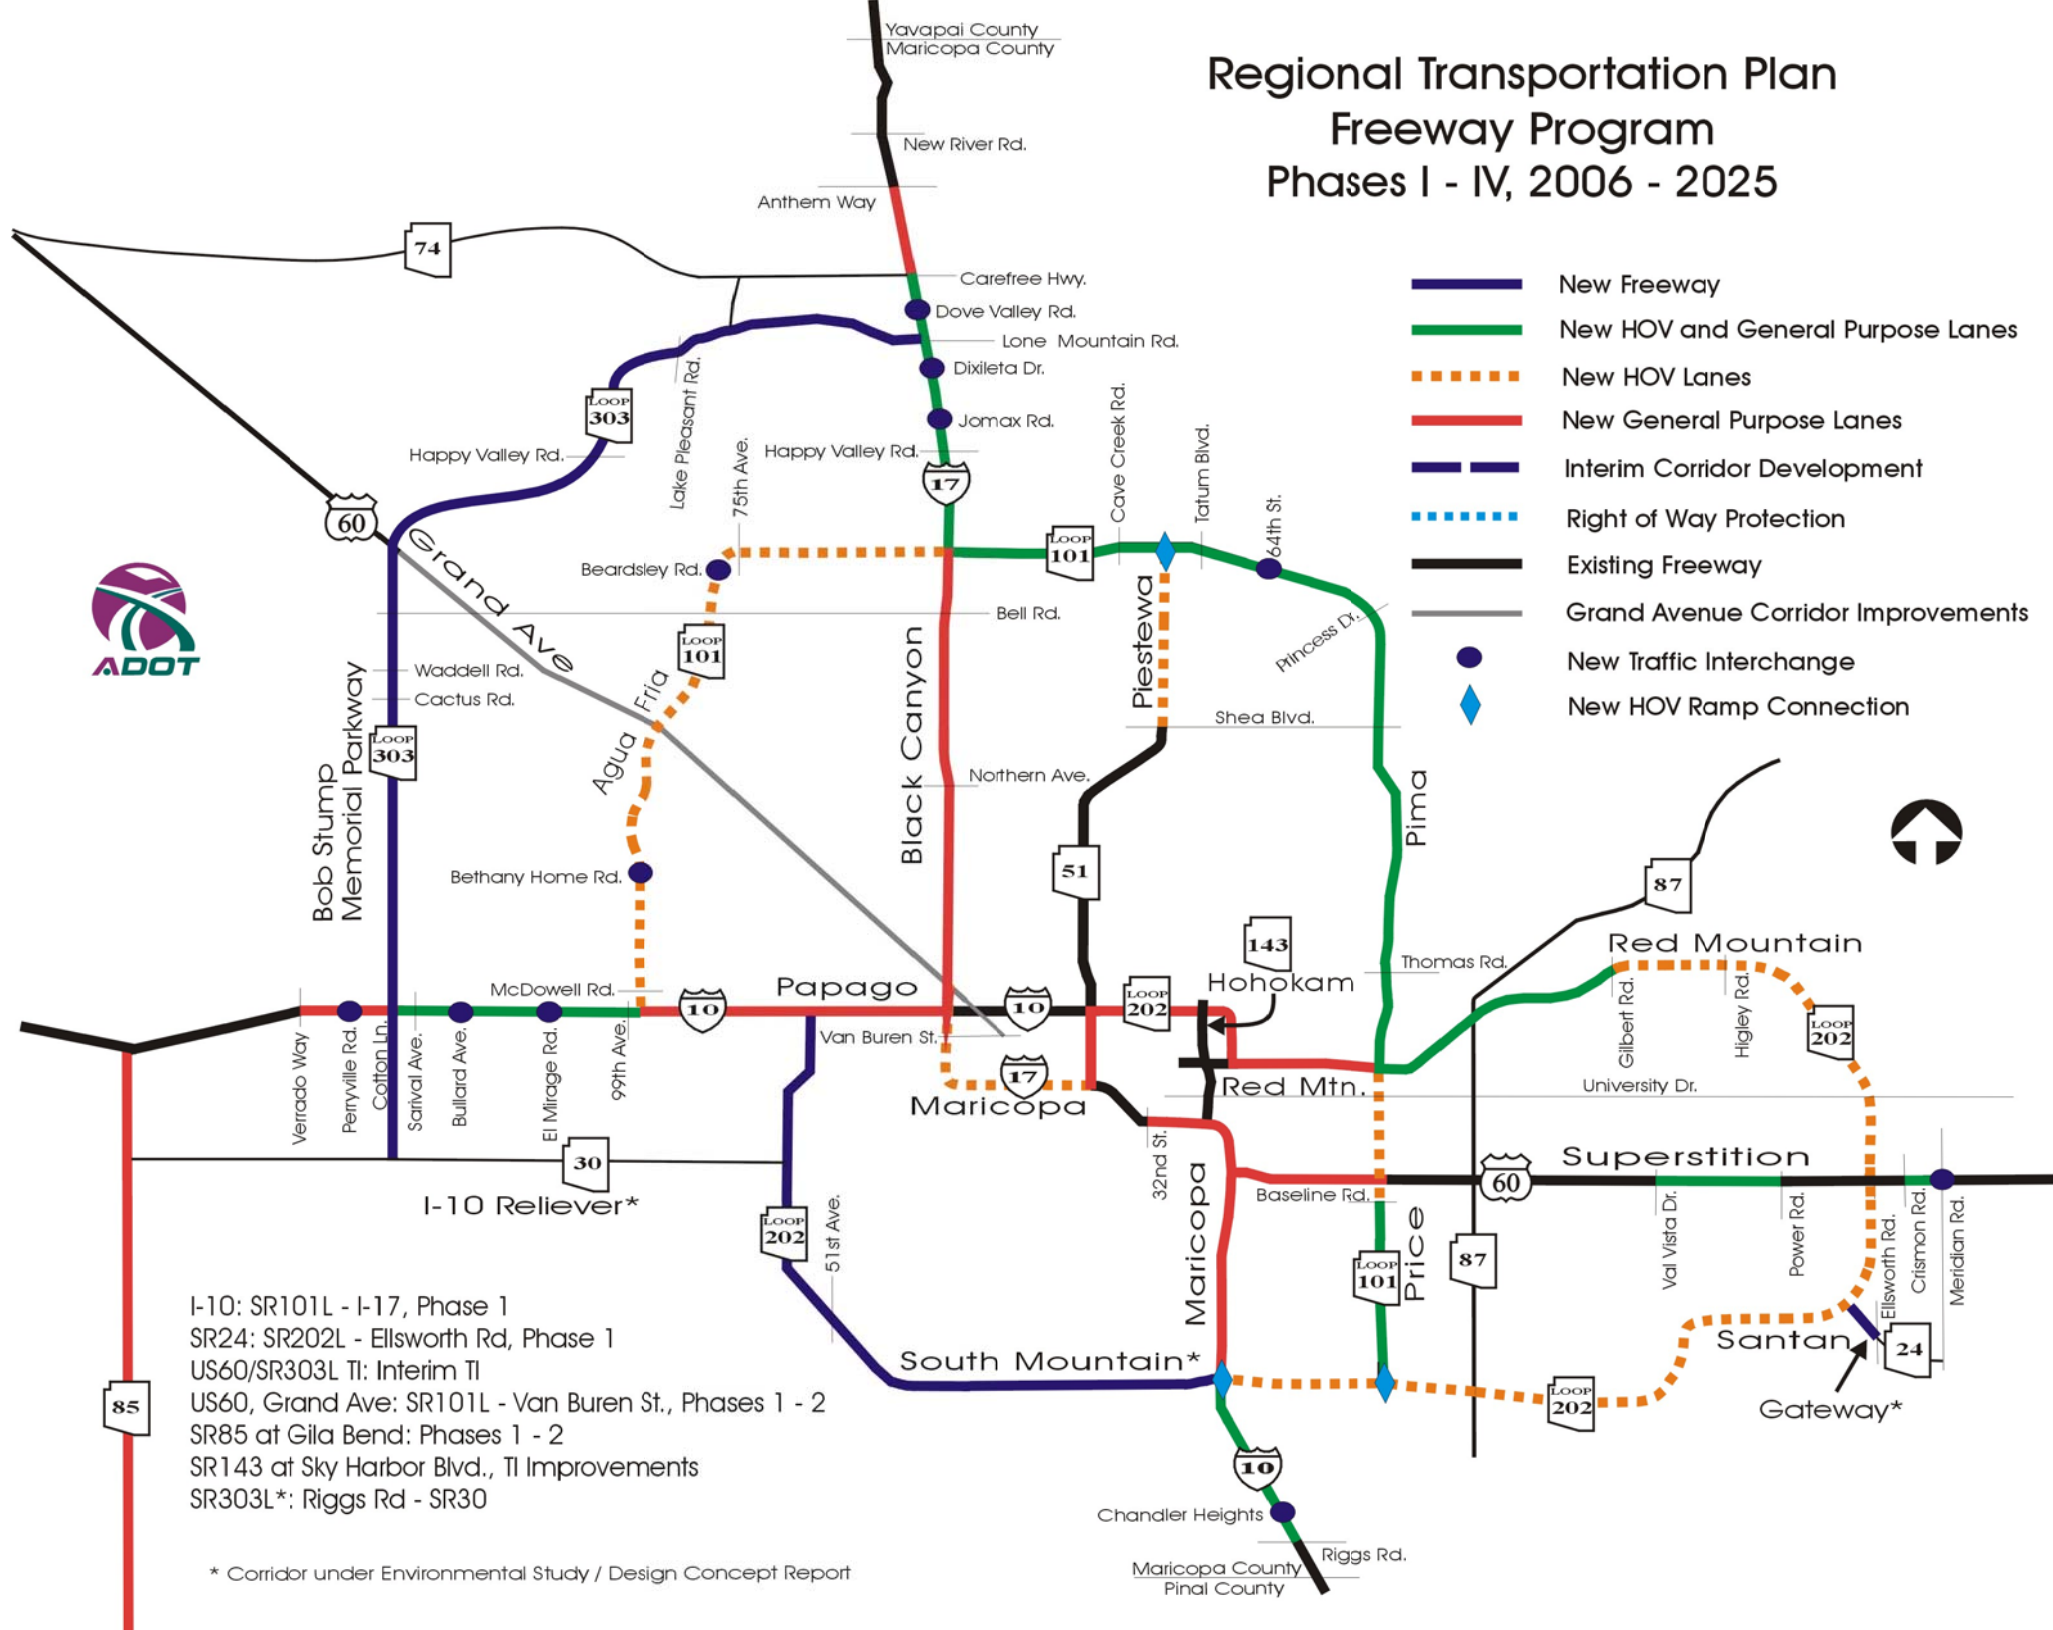 Yavapai County
Maricopa County
Regional Transportation Plan
Freeway Program
Phases I - IV, 2006 - 2025
New River Rd.
Anthem Way
74
Carefree Hwy.
Dove Valley Rd.
Lone Mountain Rd.
Dixileta Dr.
Jomax Rd.
Happy Valley Rd.
17
New Freeway
New HOV and General Purpose Lanes
New HOV Lanes
New General Purpose Lanes
Interim Corridor Development
Right of Way Protection
Existing Freeway
Grand Avenue Corridor Improvements
New Traffic Interchange
New HOV Ramp Connection
LOOP
303
Happy Valley Rd.
Lake Pleasant Rd.
75th Ave.
Cave Creek Rd.
Tatum Blvd.
64th St.
60
Grand Ave
LOOP
101
Beardsley Rd.
Bell Rd.
Piestewa
Princess Dr.
ADOT
LOOP
101
Waddell Rd.
Cactus Rd.
Agua Fria
Black Canyon
Shea Blvd.
LOOP
303
Bob Stump
Memorial Parkway
Northern Ave.
Pima
51
87
Bethany Home Rd.
143
Hohokam
Red Mountain
Thomas Rd.
McDowell Rd.
Papago
10
10
LOOP
202
Gilbert Rd.
Higley Rd.
LOOP
202
Verrado Way
Perryville Rd.
Cotton Ln.
Sarival Ave.
Bullard Ave.
El Mirage Rd.
99th Ave.
Van Buren St.
17
Maricopa
Red Mtn.
University Dr.
32nd St.
30
I-10 Reliever*
Superstition
60
Baseline Rd.
Maricopa
Price
LOOP
202
51st Ave.
LOOP
101
87
Val Vista Dr.
Power Rd.
Ellsworth Rd.
Crismon Rd.
Meridian Rd.
I-10: SR101L - I-17, Phase 1
SR24: SR202L - Ellsworth Rd, Phase 1
US60/SR303L TI: Interim TI
US60, Grand Ave: SR101L - Van Buren St., Phases 1 - 2
SR85 at Gila Bend: Phases 1 - 2
SR143 at Sky Harbor Blvd., TI Improvements
SR303L*: Riggs Rd - SR30
85
South Mountain*
Santan
24
Gateway*
LOOP
202
10
Chandler Heights
Riggs Rd.
Maricopa County
Pinal County
* Corridor under Environmental Study / Design Concept Report